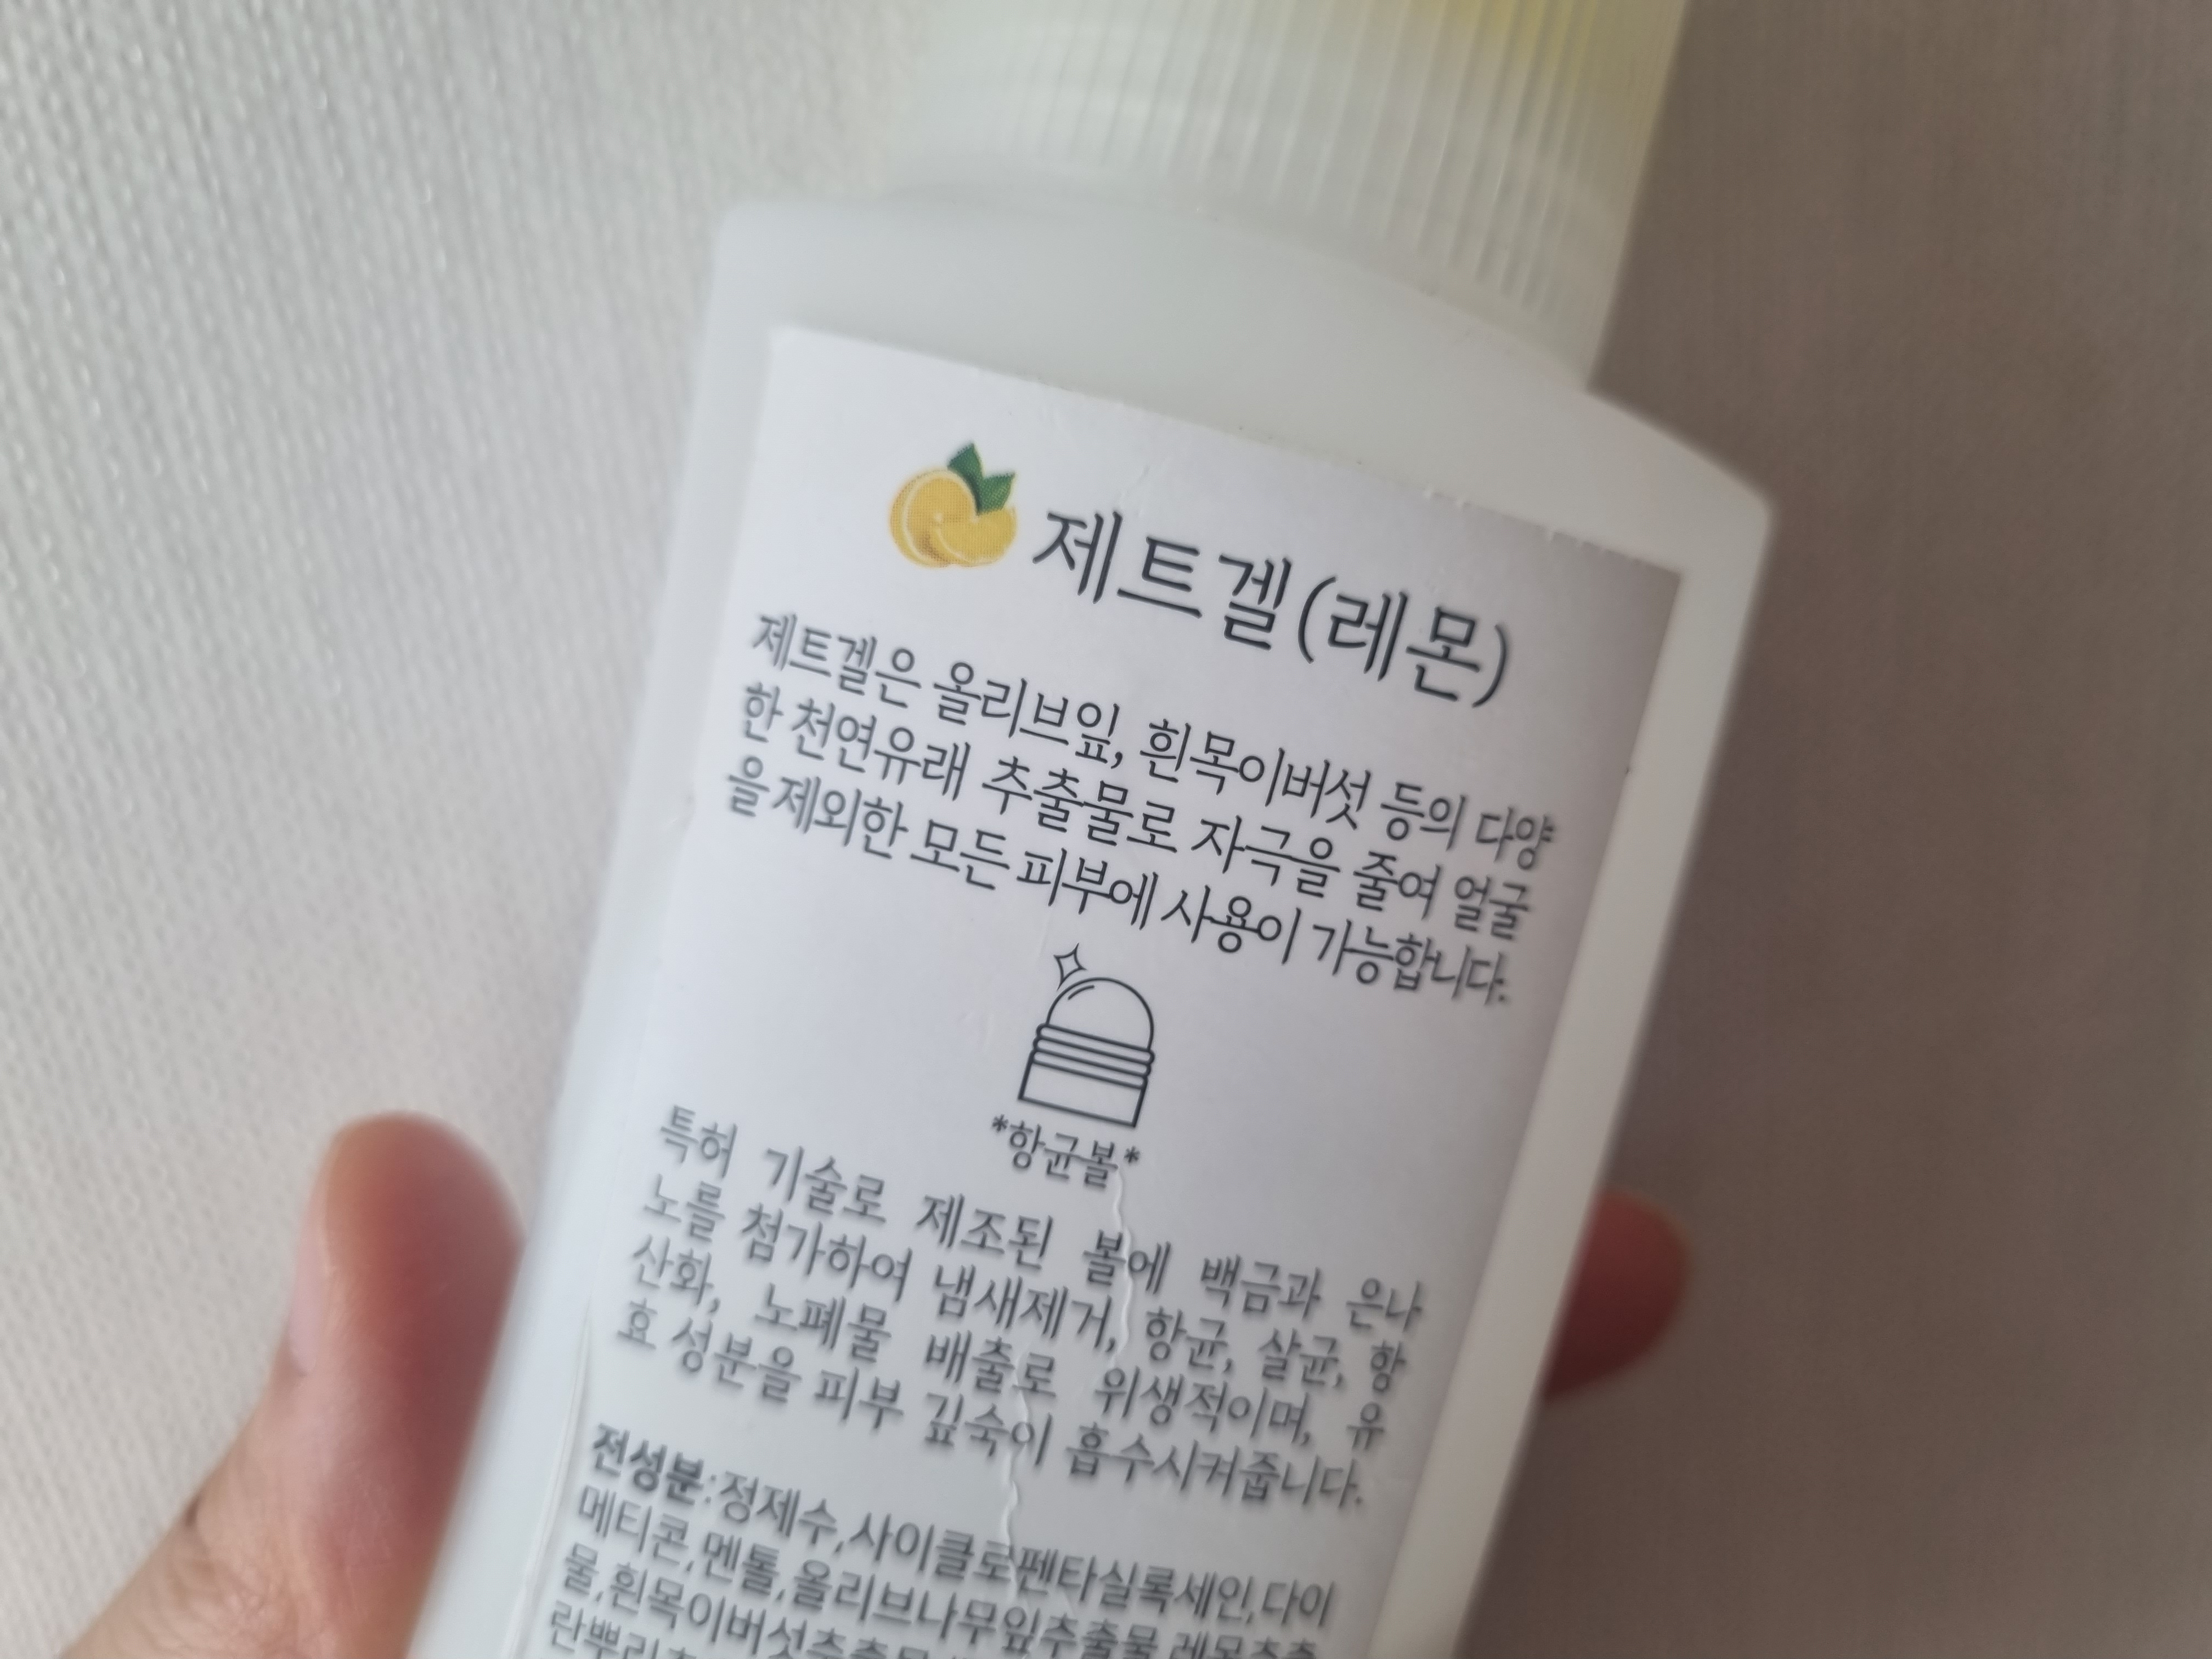 제트겔(레몬)
제트겔은 올리브잎, 흰목이버섯 등의 다양
한 천연유래 추출물로 자극을 줄여 얼굴
을 제외한 모든 피부에 사용이 가능합니다.
*항균볼*
특허 기술로 제조된 볼에 백금과 은나
노를 첨가하여 냄새제거, 항균, 살균, 항
산화, 노폐물 배출로 위생적이며, 유
효 성분을 피부 깊숙이 흡수시켜줍니다.
전성분:정제수,사이클로펜타실록세인,다이
메티콘,멘톨,올리브나무잎추출물,레몬추출
물,흰목이버섯추출물